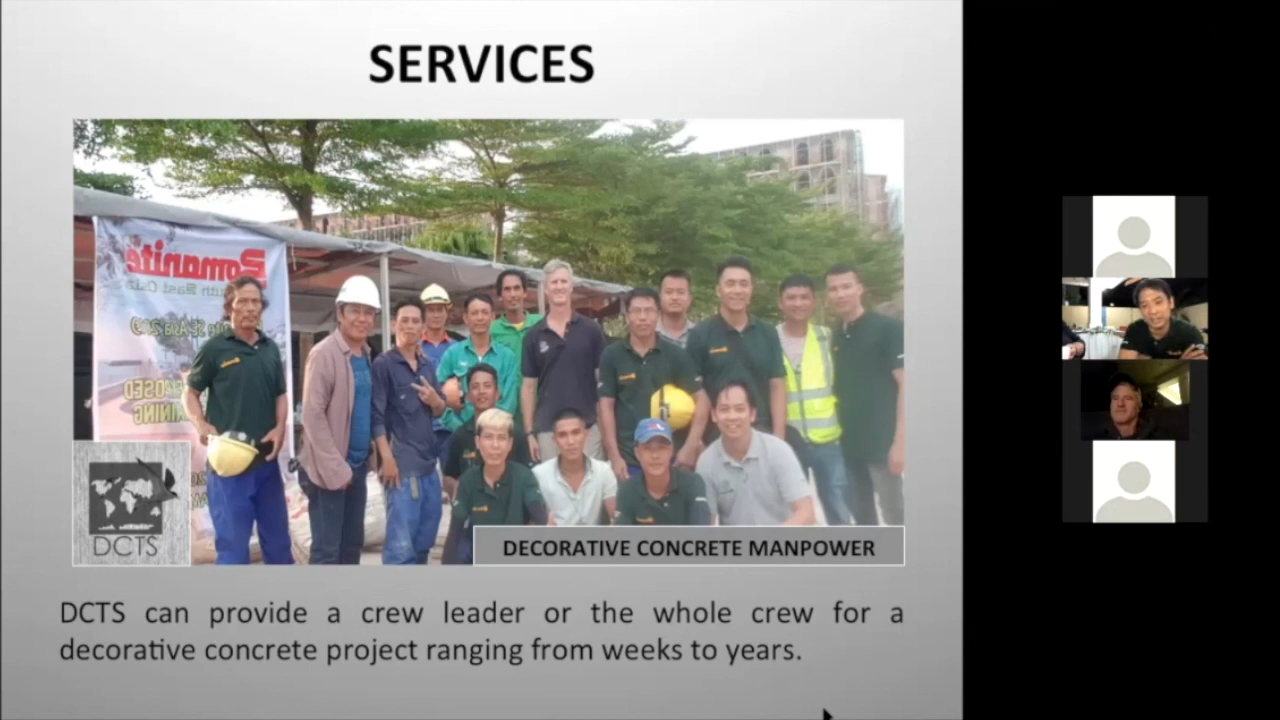 SERVICES
Bomanite
DCTS
DECORATIVE CONCRETE MANPOWER
DCTS can provide a crew leader or the whole crew for a
decorative concrete project ranging from weeks to years.